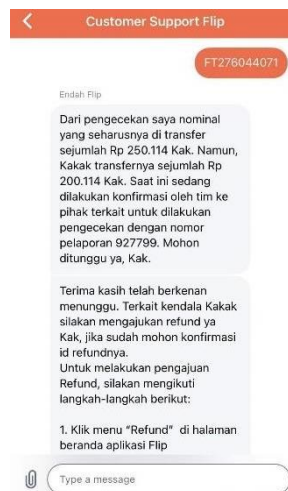 Customer Support Flip
FT276044071
Endah Flip
Dari pengecekan saya nominal
yang seharusnya di transfer
sejumlah Rp 250.114 Kak. Namun,
Kakak transfernya sejumlah Rp
200.114 Kak. Saat ini sedang
dilakukan konfirmasi oleh tim ke
pihak terkait untuk dilakukan
pengecekan dengan nomor
pelaporan 927799. Mohon
ditunggu ya, Kak.
Terima kasih telah berkenan
menunggu. Terkait kendala Kakak
silakan mengajukan refund ya
Kak, jika sudah mohon konfirmasi
id refundnya.
Untuk melakukan pengajuan
Refund, silakan mengikuti
langkah-langkah berikut:
1. Klik menu "Refund" di halaman
beranda aplikasi Flip
Type a message